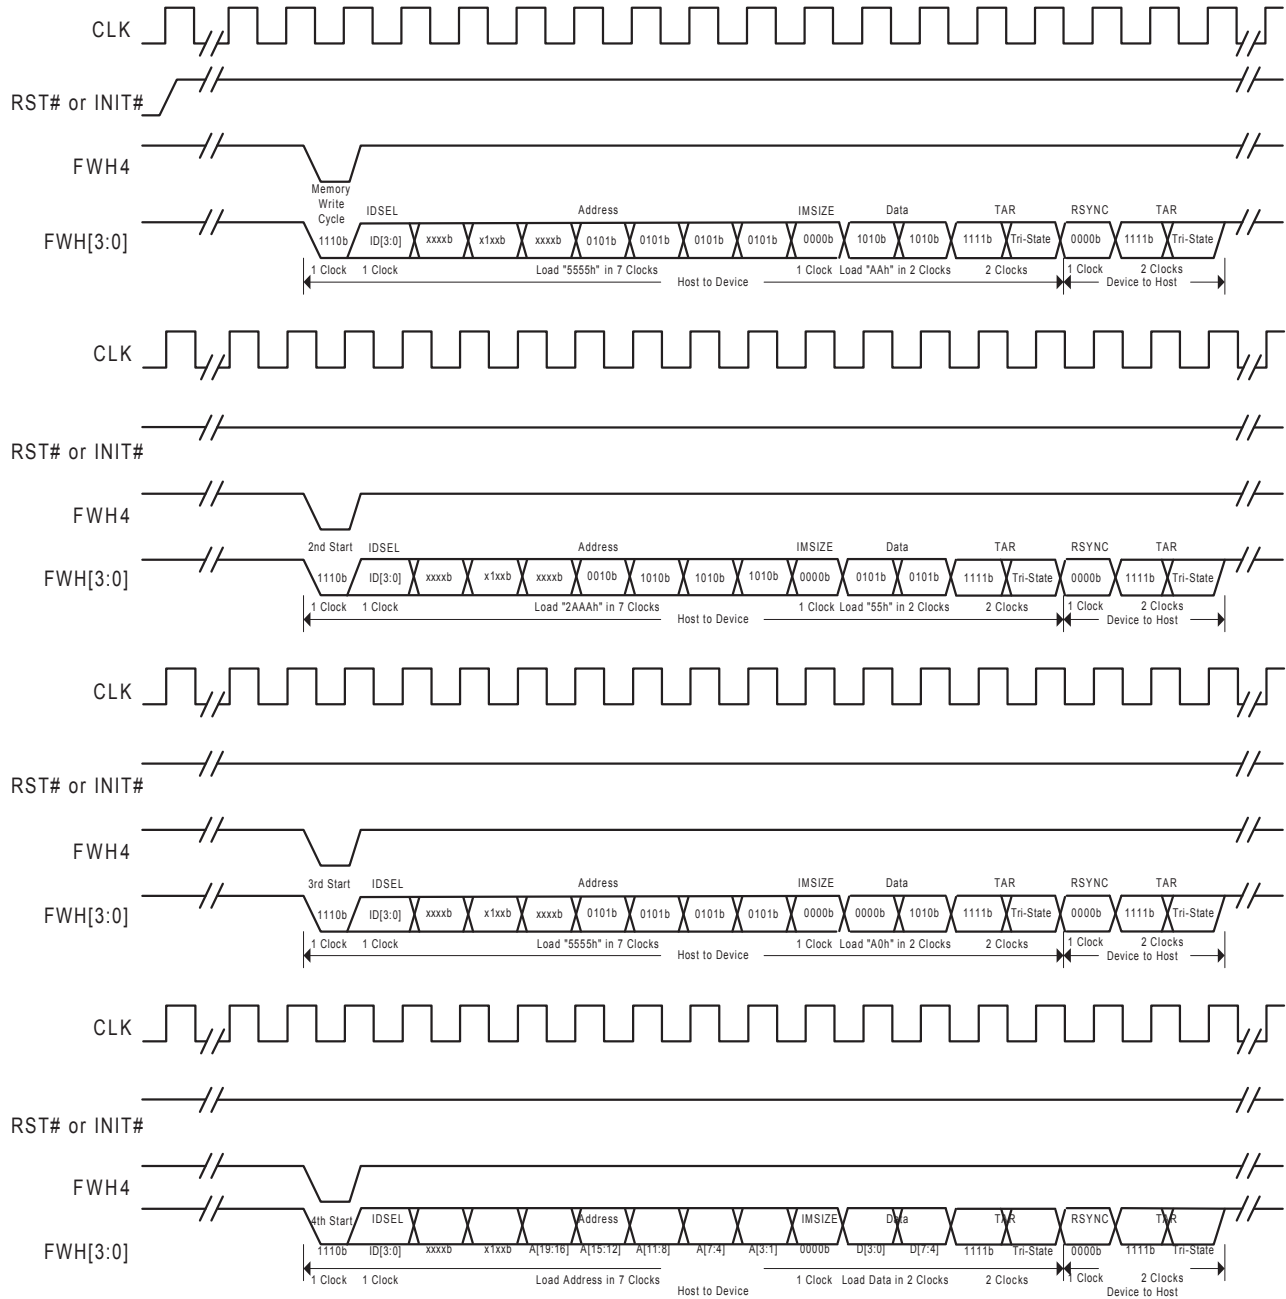 CLK
RST# or INIT#
FWH4
Memory
Write
Cycle
IDSEL Address IMSIZE Data TAR RSYNC TAR
FWH[3:0]
1110b ID[3:0] xxxxb x1xxb xxxxb 0101b 0101b 0101b 0101b 0000b 1010b 1010b 1111b Tri-State 0000b 1111b Tri-State
1 Clock 1 Clock Load "5555h" in 7 Clocks 1 Clock Load "AAh" in 2 Clocks 2 Clocks 1 Clock 2 Clocks
Host to Device Device to Host
CLK
RST# or INIT#
FWH4
2nd Start IDSEL Address IMSIZE Data TAR RSYNC TAR
FWH[3:0]
1110b ID[3:0] xxxxb x1xxb xxxxb 0010b 1010b 1010b 1010b 0000b 0101b 0101b 1111b Tri-State 0000b 1111b Tri-State
1 Clock 1 Clock Load "2AAAh" in 7 Clocks 1 Clock Load "55h" in 2 Clocks 2 Clocks 1 Clock 2 Clocks
Host to Device Device to Host
CLK
RST# or INIT#
FWH4
3rd Start IDSEL Address IMSIZE Data TAR RSYNC TAR
FWH[3:0]
1110b ID[3:0] xxxxb x1xxb xxxxb 0101b 0101b 0101b 0101b 0000b 0000b 1010b 1111b Tri-State 0000b 1111b Tri-State
1 Clock 1 Clock Load "5555h" in 7 Clocks 1 Clock Load "A0h" in 2 Clocks 2 Clocks 1 Clock 2 Clocks
Host to Device Device to Host
CLK
RST# or INIT#
FWH4
4th Start IDSEL Address IMSIZE Data TAR RSYNC TAR
FWH[3:0]
1110b ID[3:0] xxxxb x1xxb A[19:16] A[15:12] A[11:8] A[7:4] A[3:1] 0000b D[3:0] D[7:4] 1111b Tri-State 0000b 1111b Tri-State
1 Clock 1 Clock Load Address in 7 Clocks 1 Clock Load Data in 2 Clocks 2 Clocks 1 Clock 2 Clocks
Host to Device Device to Host